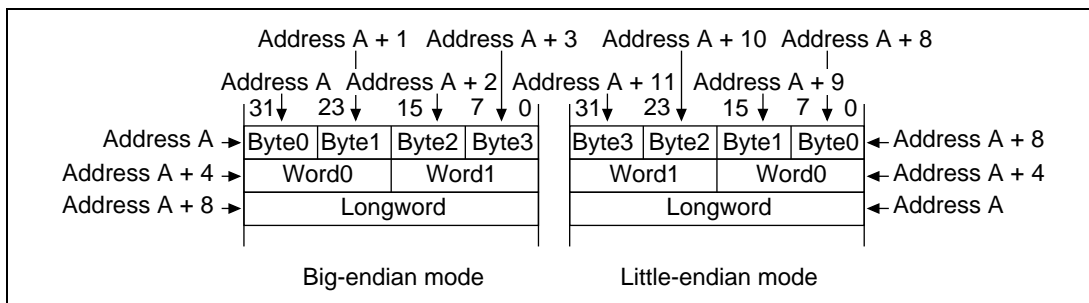 Address A + 1 Address A + 3 Address A + 10 Address A + 8
Address A Address A + 2 Address A + 11 Address A + 9
31 23 15 7 0 31 23 15 7 0
Address A Byte0 Byte1 Byte2 Byte3 Byte3 Byte2 Byte1 Byte0 Address A + 8
Address A + 4 Word0 Word1 Word1 Word0 Address A + 4
Address A + 8 Longword Longword Address A
Big-endian mode Little-endian mode